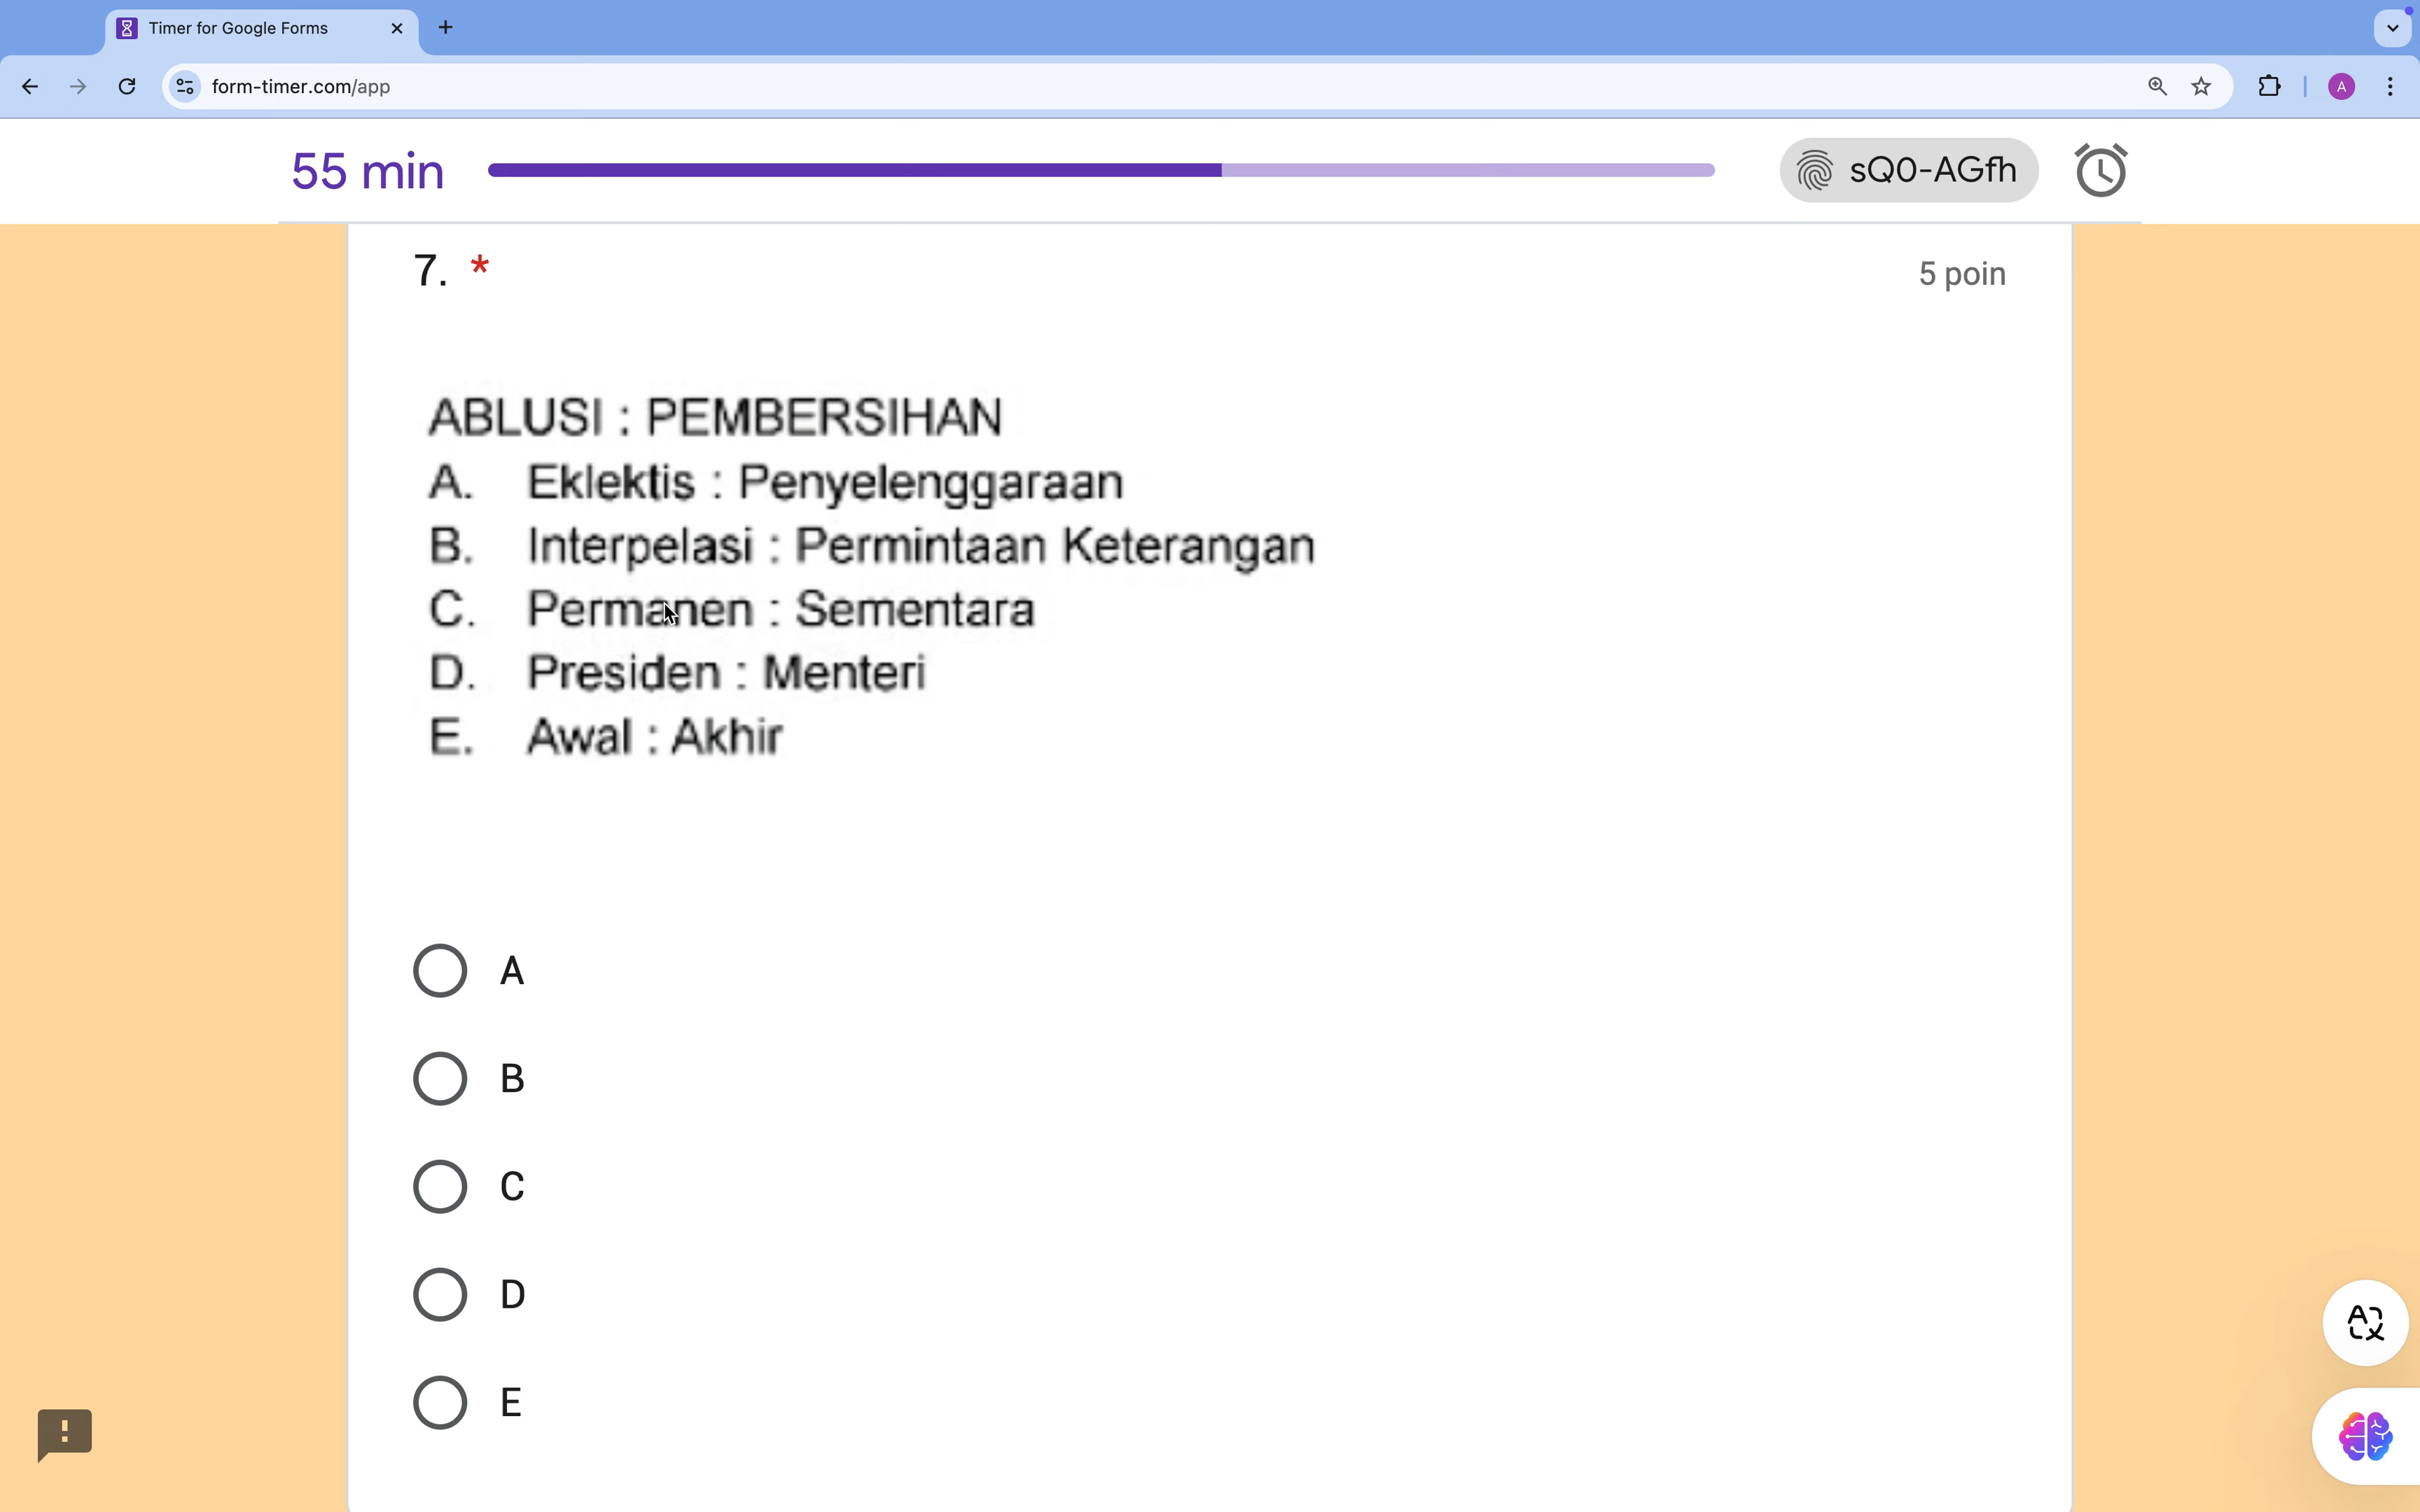 Timer for Google Forms
form-timer.com/app
A
55 min
sQ0-AGfh
7. *
5 poin
ABLUSI : PEMBERSIHAN
A. Eklektis : Penyelenggaraan
B. Interpelasi : Permintaan Keterangan
C. Permanen : Sementara
D. Presiden : Menteri
E. Awal : Akhir
A
B
C
D
E